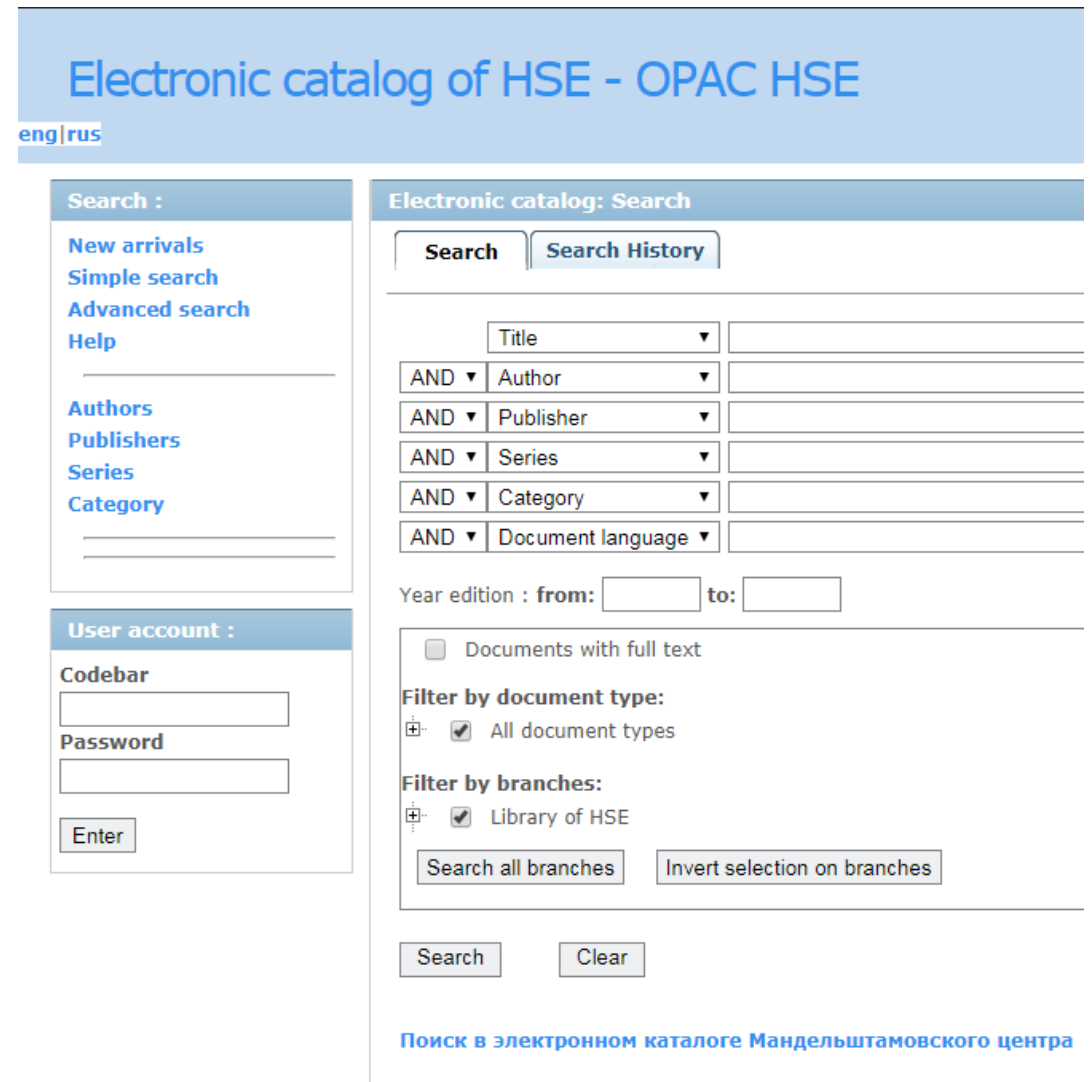 Electronic catalog of HSE - OPAC HSE
eng|rus
Search :
New arrivals
Simple search
Advanced search
Help
Authors
Publishers
Series
Category
User account :
Codebar
Password
Enter
Electronic catalog: Search
Search
Search History
Title
AND Author
AND Publisher
AND Series
AND Category
AND Document language
Year edition : from: to:
Documents with full text
Filter by document type:
All document types
Filter by branches:
Library of HSE
Search all branches Invert selection on branches
Search Clear
Поиск в электронном каталоге Мандельштамовского центра